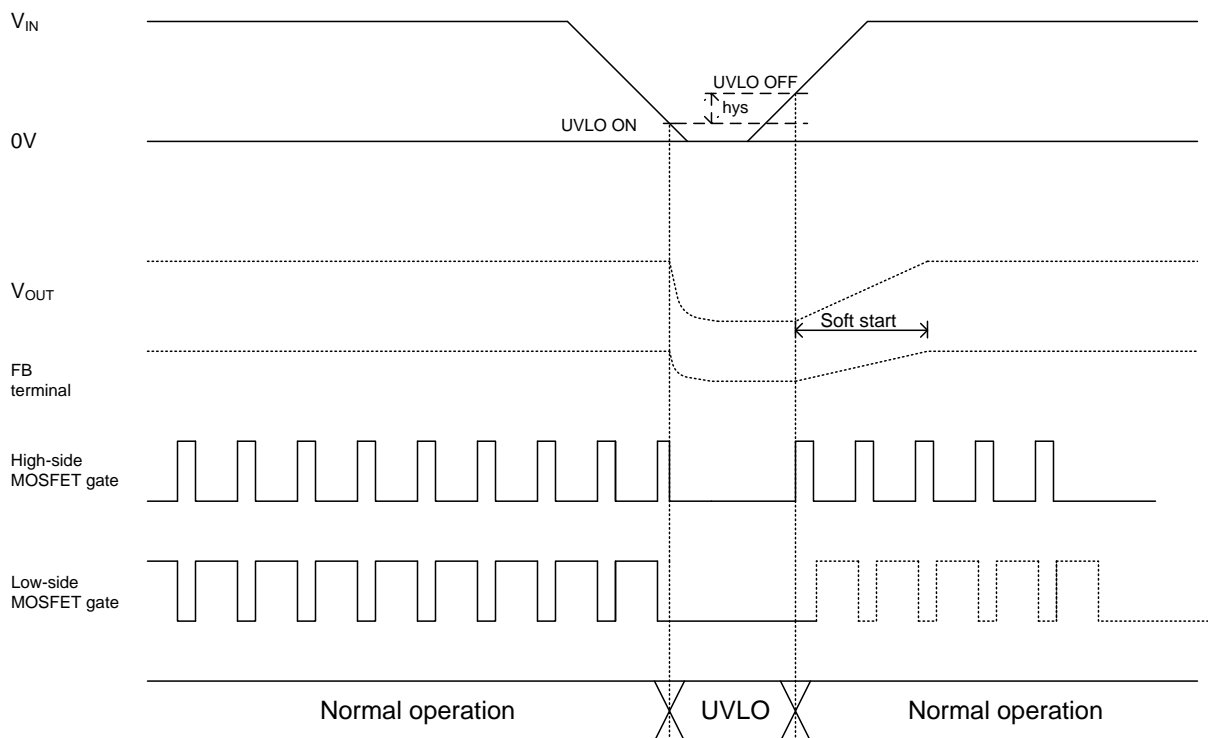 VIN
UVLO OFF
hys
UVLO ON
0V
VOUT
Soft start
FB
terminal
High-side
MOSFET gate
Low-side
MOSFET gate
Normal operation
UVLO
Normal operation